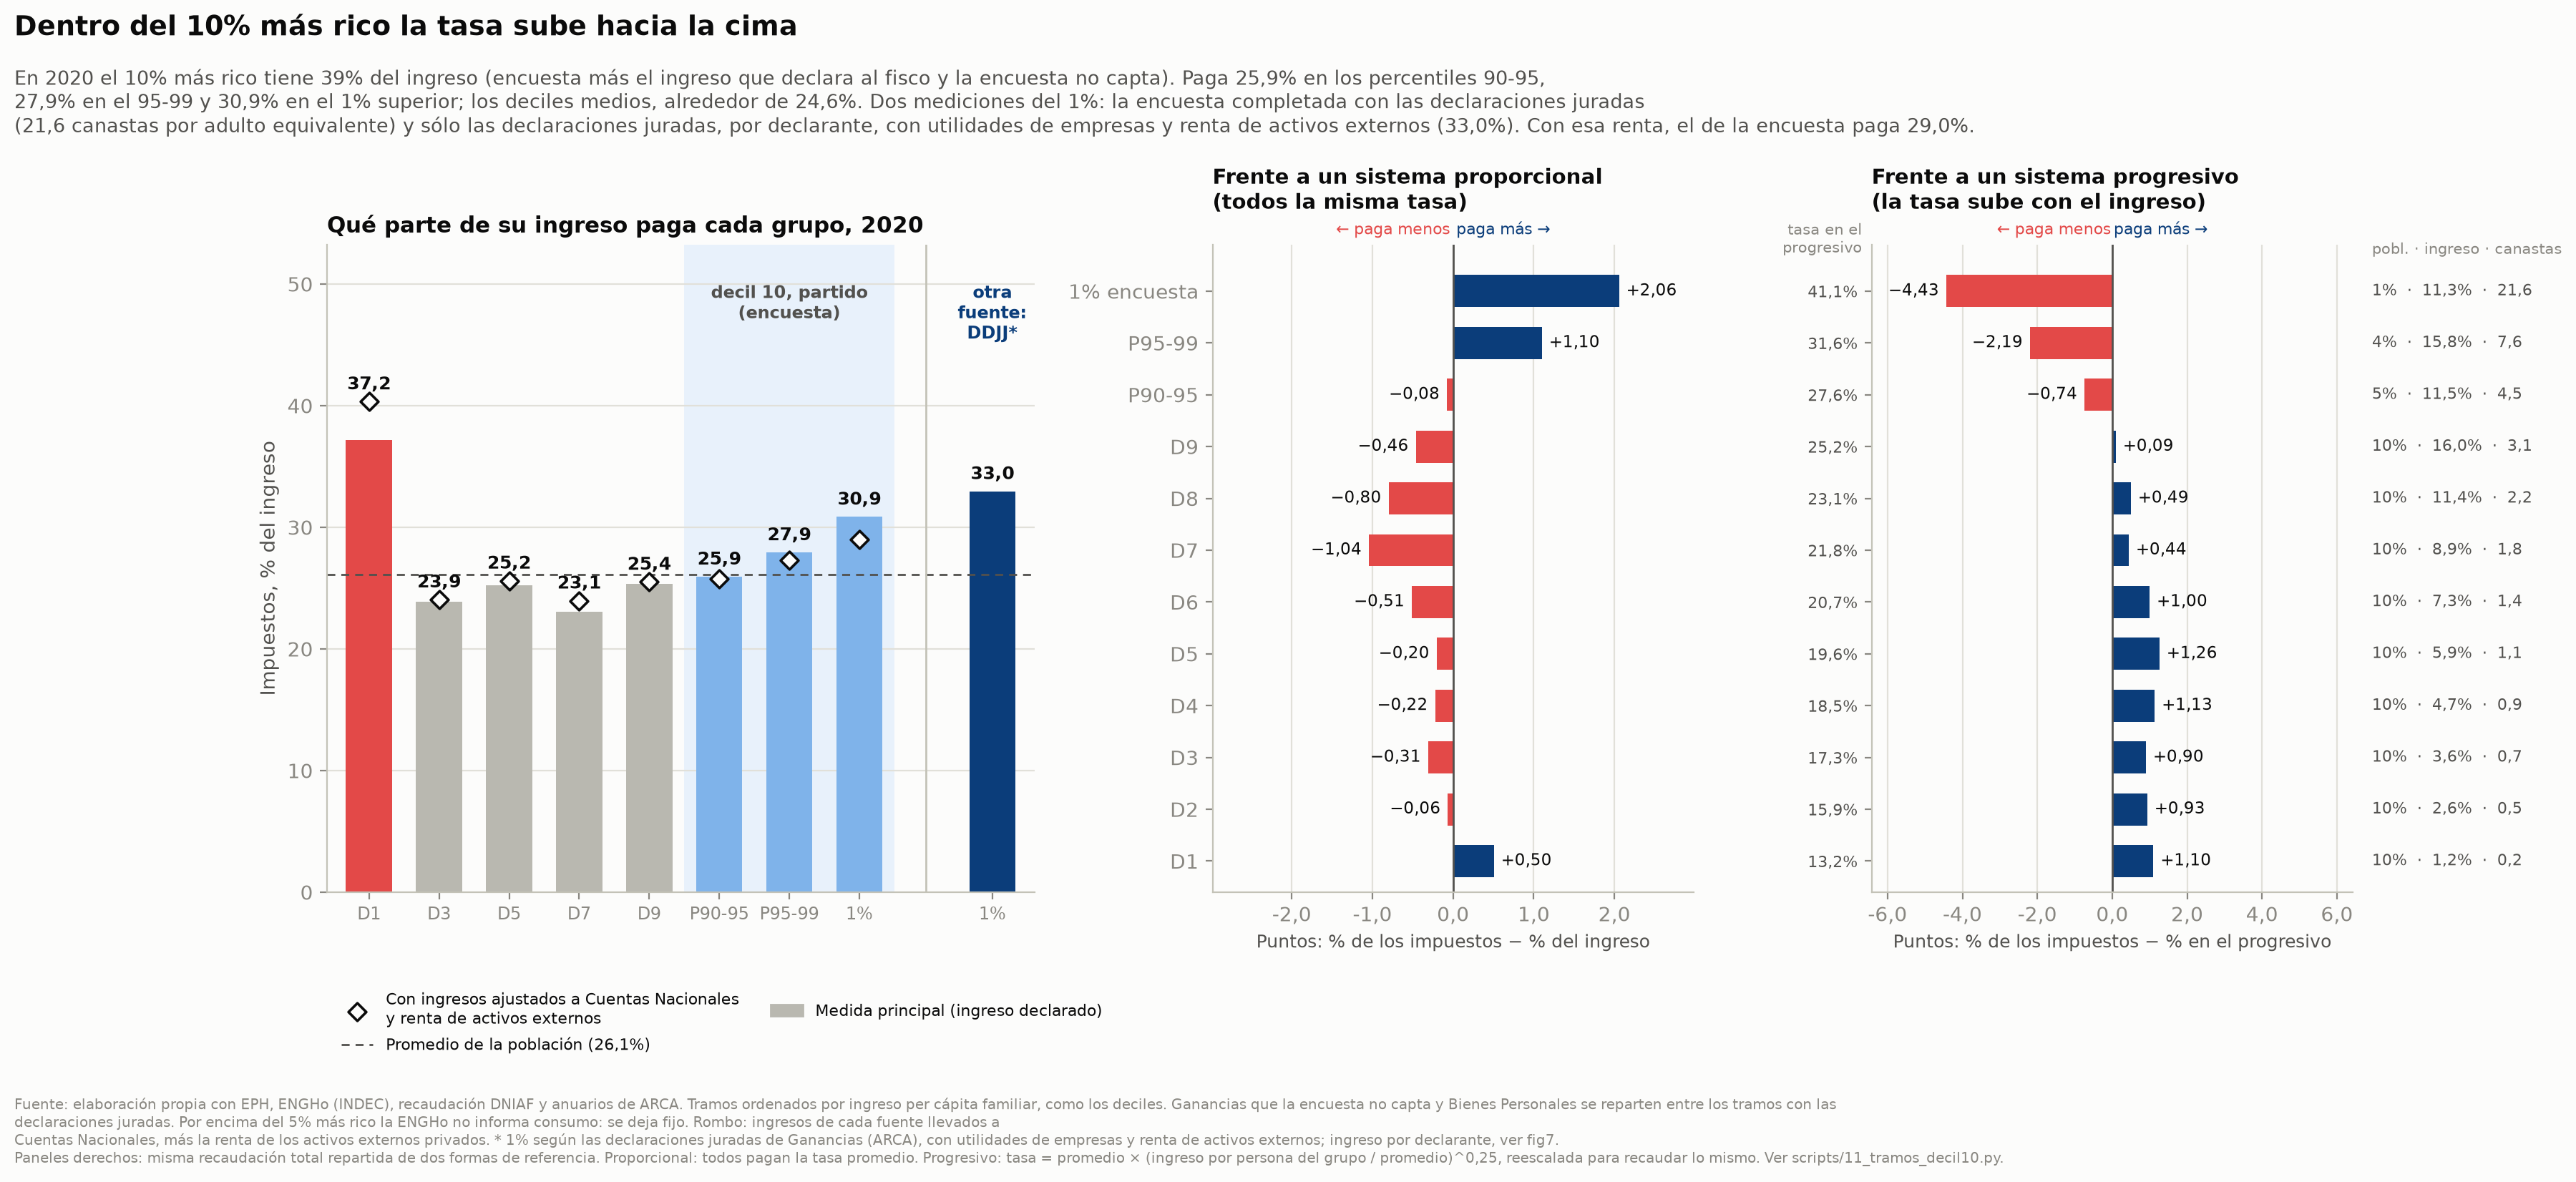 Dentro del 10% más rico la tasa sube hacia la cima
En 2020 el 10% más rico tiene 39% del ingreso (encuesta más el ingreso que declara al fisco y la encuesta no capta). Paga 25,9% en los percentiles 90-95,
27,9% en el 95-99 y 30,9% en el 1% superior; los deciles medios, alrededor de 24,6%. Dos mediciones del 1%: la encuesta completada con las declaraciones juradas
(21,6 canastas por adulto equivalente) y sólo las declaraciones juradas, por declarante, con utilidades de empresas y renta de activos externos (33,0%). Con esa renta, el de la encuesta paga 29,0%.
Qué parte de su ingreso paga cada grupo, 2020
Impuestos, % del ingreso
50
40
30
20
10
0
decil 10, partido
(encuesta)
otra
fuente:
DDJJ*
37,2
23,9
25,2
23,1
25,4
25,9
27,9
30,9
33,0
D1
D3
D5
D7
D9
P90-95
P95-99
1%
1%
Con ingresos ajustados a Cuentas Nacionales
y renta de activos externos
Promedio de la población (26,1%)
Medida principal (ingreso declarado)
Frente a un sistema proporcional
(todos la misma tasa)
← paga menos paga más →
1% encuesta +2,06
P95-99 +1,10
P90-95 −0,08
D9 −0,46
D8 −0,80
D7 −1,04
D6 −0,51
D5 −0,20
D4 −0,22
D3 −0,31
D2 −0,06
D1 +0,50
-2,0 -1,0 0,0 1,0 2,0
Puntos: % de los impuestos − % del ingreso
Frente a un sistema progresivo
(la tasa sube con el ingreso)
← paga menos paga más →
tasa en el
progresivo
pobl. · ingreso · canastas
41,1% −4,43 1% · 11,3% · 21,6
31,6% −2,19 4% · 15,8% · 7,6
27,6% −0,74 5% · 11,5% · 4,5
25,2% +0,09 10% · 16,0% · 3,1
23,1% +0,49 10% · 11,4% · 2,2
21,8% +0,44 10% · 8,9% · 1,8
20,7% +1,00 10% · 7,3% · 1,4
19,6% +1,26 10% · 5,9% · 1,1
18,5% +1,13 10% · 4,7% · 0,9
17,3% +0,90 10% · 3,6% · 0,7
15,9% +0,93 10% · 2,6% · 0,5
13,2% +1,10 10% · 1,2% · 0,2
-6,0 -4,0 -2,0 0,0 2,0 4,0 6,0
Puntos: % de los impuestos − % en el progresivo
Fuente: elaboración propia con EPH, ENGHo (INDEC), recaudación DNIAF y anuarios de ARCA. Tramos ordenados por ingreso per cápita familiar, como los deciles. Ganancias que la encuesta no capta y Bienes Personales se reparten entre los tramos con las
declaraciones juradas. Por encima del 5% más rico la ENGHo no informa consumo: se deja fijo. Rombo: ingresos de cada fuente llevados a
Cuentas Nacionales, más la renta de los activos externos privados. * 1% según las declaraciones juradas de Ganancias (ARCA), con utilidades de empresas y renta de activos externos; ingreso por declarante, ver fig7.
Paneles derechos: misma recaudación total repartida de dos formas de referencia. Proporcional: todos pagan la tasa promedio. Progresivo: tasa = promedio × (ingreso por persona del grupo / promedio)^0,25, reescalada para recaudar lo mismo. Ver scripts/11_tramos_decil10.py.